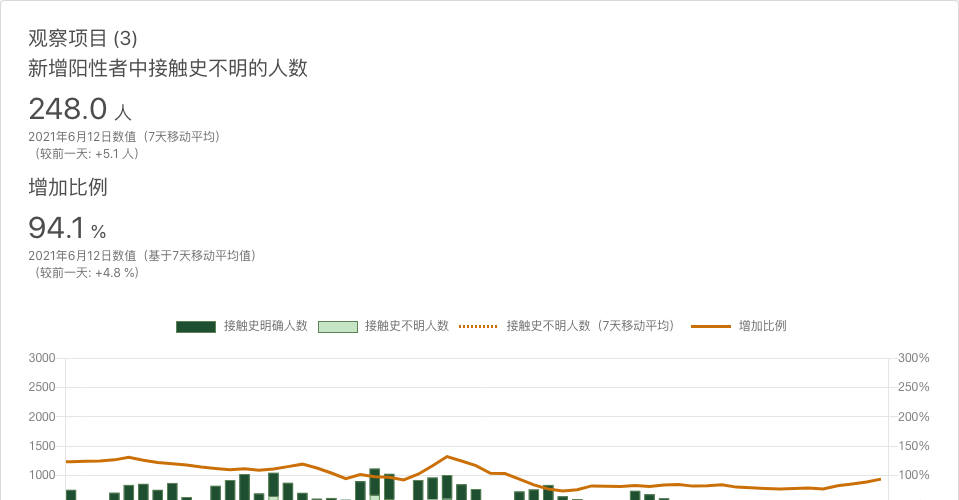 观察项目 (3)
新增阳性者中接触史不明的人数
248.0 人
2021年6月12日数值（7天移动平均）
（较前一天: +5.1 人）
增加比例
94.1 %
2021年6月12日数值（基于7天移动平均值）
（较前一天: +4.8 %）
接触史明确人数 接触史不明人数 接触史不明人数（7天移动平均） 增加比例
3000 300%
2500 250%
2000 200%
1500 150%
1000 100%